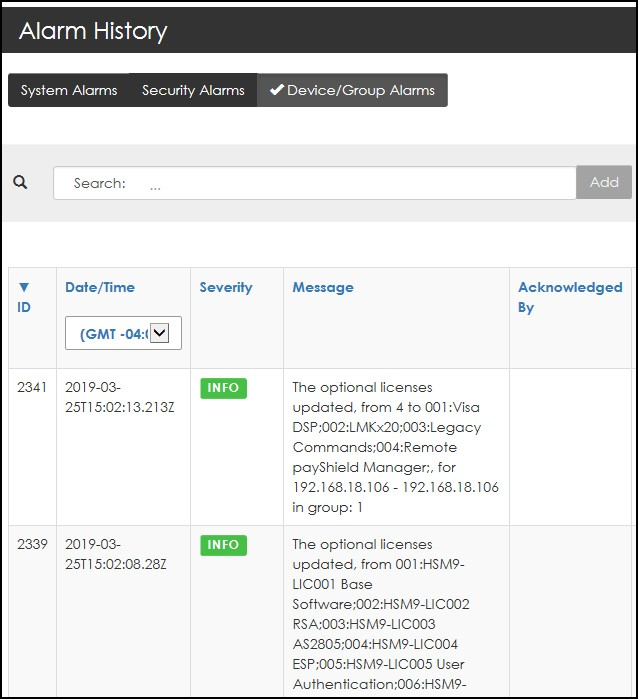 Alarm History
System Alarms Security Alarms ✔Device/Group Alarms
Search: ... Add
▼
ID
Date/Time
(GMT -04:0
Severity
Message
Acknowledged
By
2341
2019-03-
25T15:02:13.213Z
INFO
The optional licenses
updated, from 4 to 001:Visa
DSP;002:LMKx20;003:Legacy
Commands;004:Remote
payShield Manager;, for
192.168.18.106 - 192.168.18.106
in group: 1
2339
2019-03-
25T15:02:08.28Z
INFO
The optional licenses
updated, from 001:HSM9-
LIC001 Base
Software;002:HSM9-LIC002
RSA;003:HSM9-LIC003
AS2805;004:HSM9-LIC004
ESP;005:HSM9-LIC005 User
Authentication;006:HSM9-